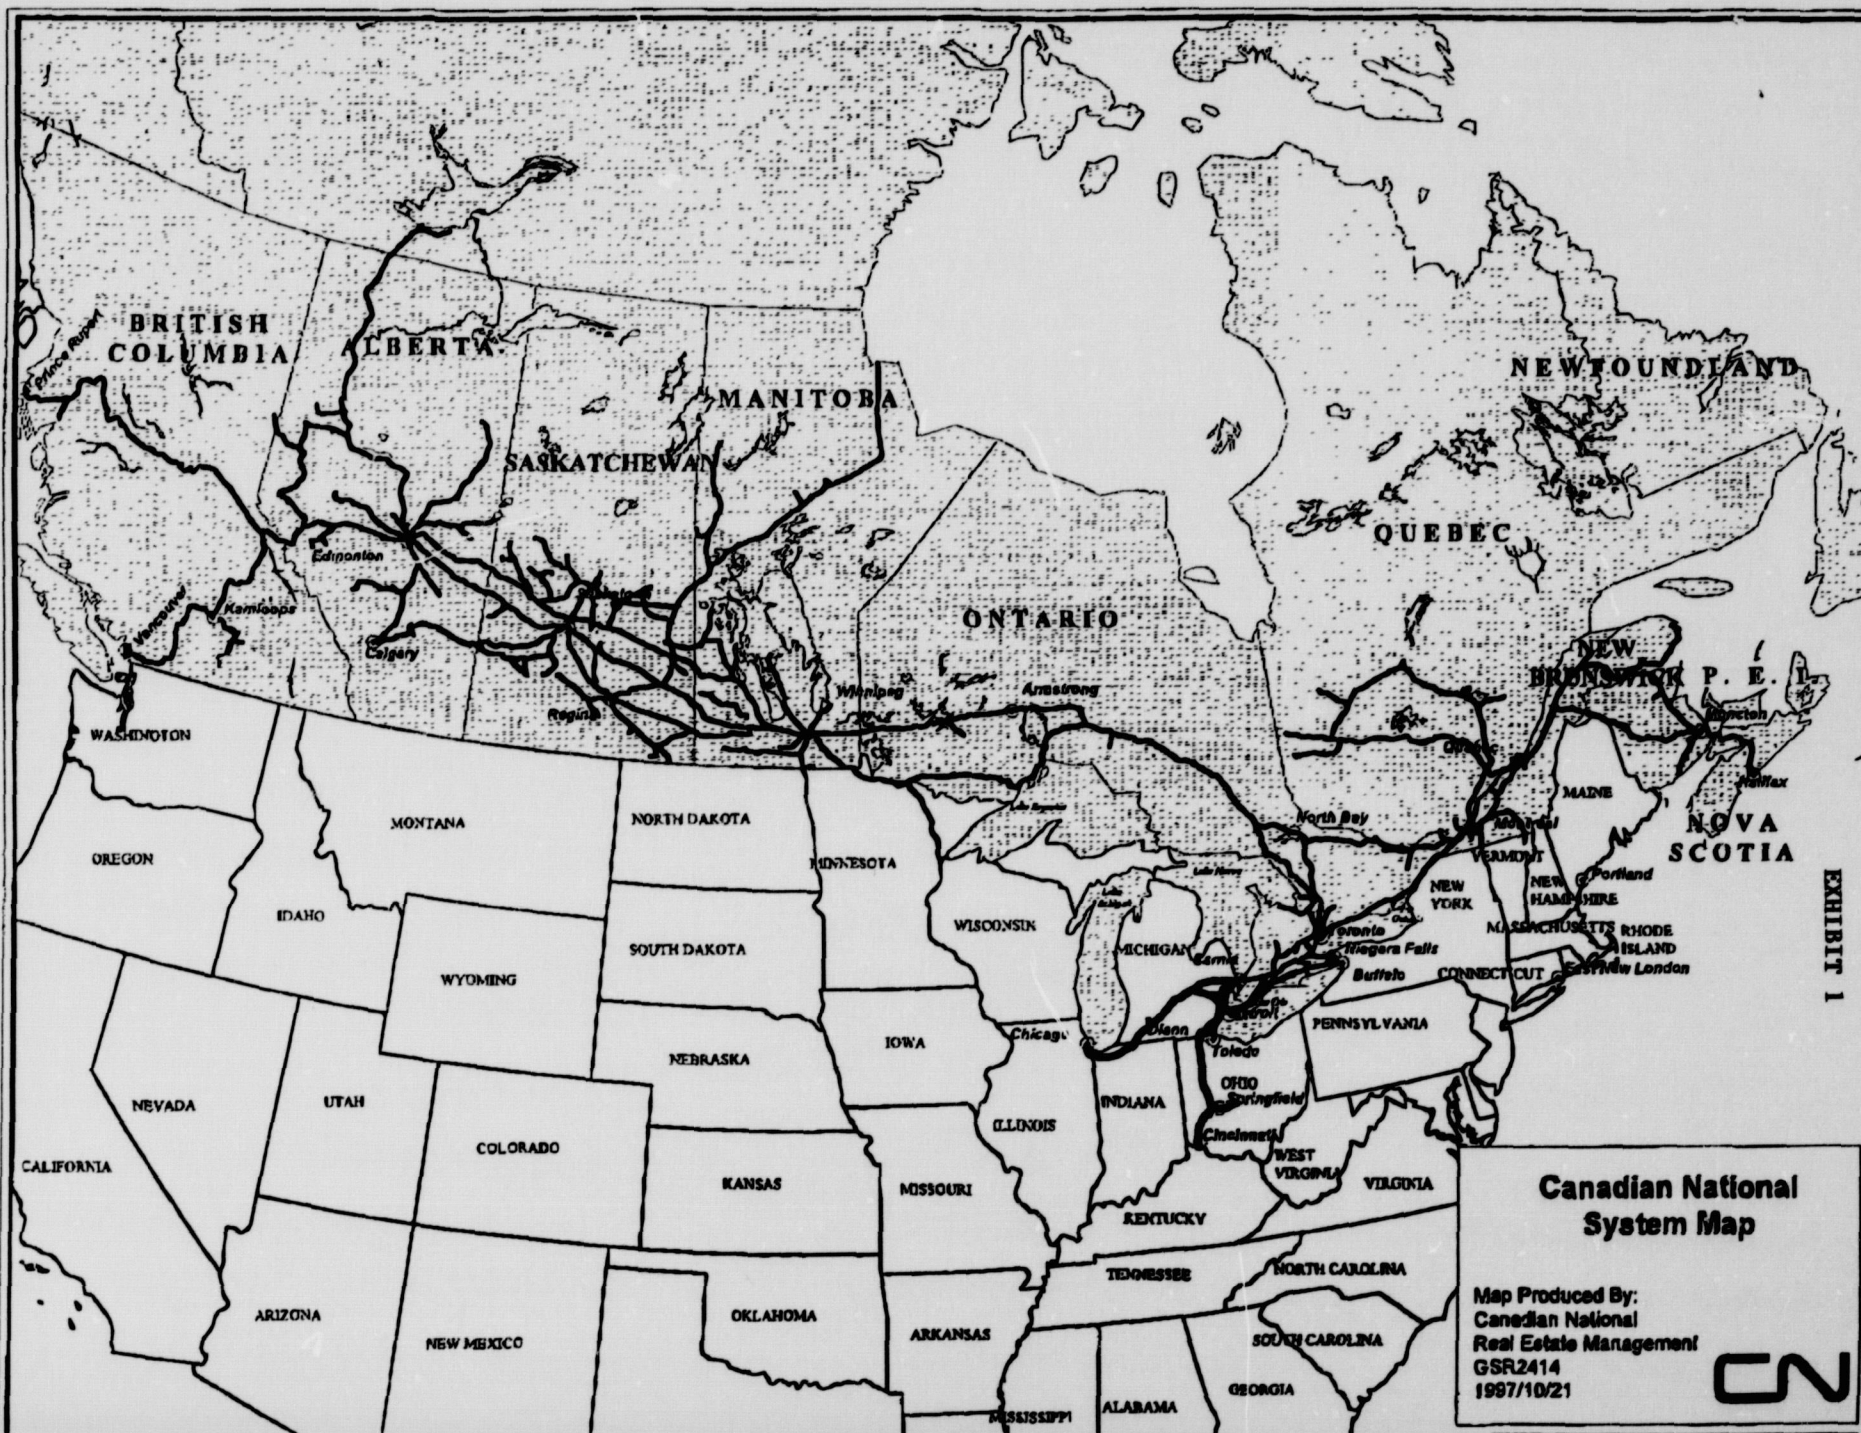 BRITISH
COLUMBIA
ALBERTA
SASKATCHEWAN
MANITOBA
ONTARIO
QUEBEC
NEWFOUNDLAND
NEW
BRUNSWICK
P. E. I.
NOVA
SCOTIA
Prince Rupert
Edmonton
Vancouver
Kamloops
Calgary
Regina
Winnipeg
Armstrong
North Bay
Montreal
Moncton
Halifax
Toronto
Niagara Falls
Buffalo
Portland
East New London
Chicago
Toledo
Springfield
Cincinnati
WASHINGTON
OREGON
IDAHO
MONTANA
WYOMING
NORTH DAKOTA
SOUTH DAKOTA
MINNESOTA
WISCONSIN
MICHIGAN
NEBRASKA
IOWA
NEVADA
UTAH
COLORADO
KANSAS
MISSOURI
ILLINOIS
INDIANA
OHIO
PENNSYLVANIA
NEW
YORK
VERMONT
NEW
HAMPSHIRE
MAINE
MASSACHUSETTS
RHODE
ISLAND
CONNECTICUT
WEST
VIRGINIA
VIRGINIA
KENTUCKY
TENNESSEE
NORTH CAROLINA
SOUTH CAROLINA
CALIFORNIA
ARIZONA
NEW MEXICO
OKLAHOMA
ARKANSAS
MISSISSIPPI
ALABAMA
GEORGIA
EXHIBIT 1
Canadian National
System Map
Map Produced By:
Canadian National
Real Estate Management
GSR2414
1997/10/21
CN